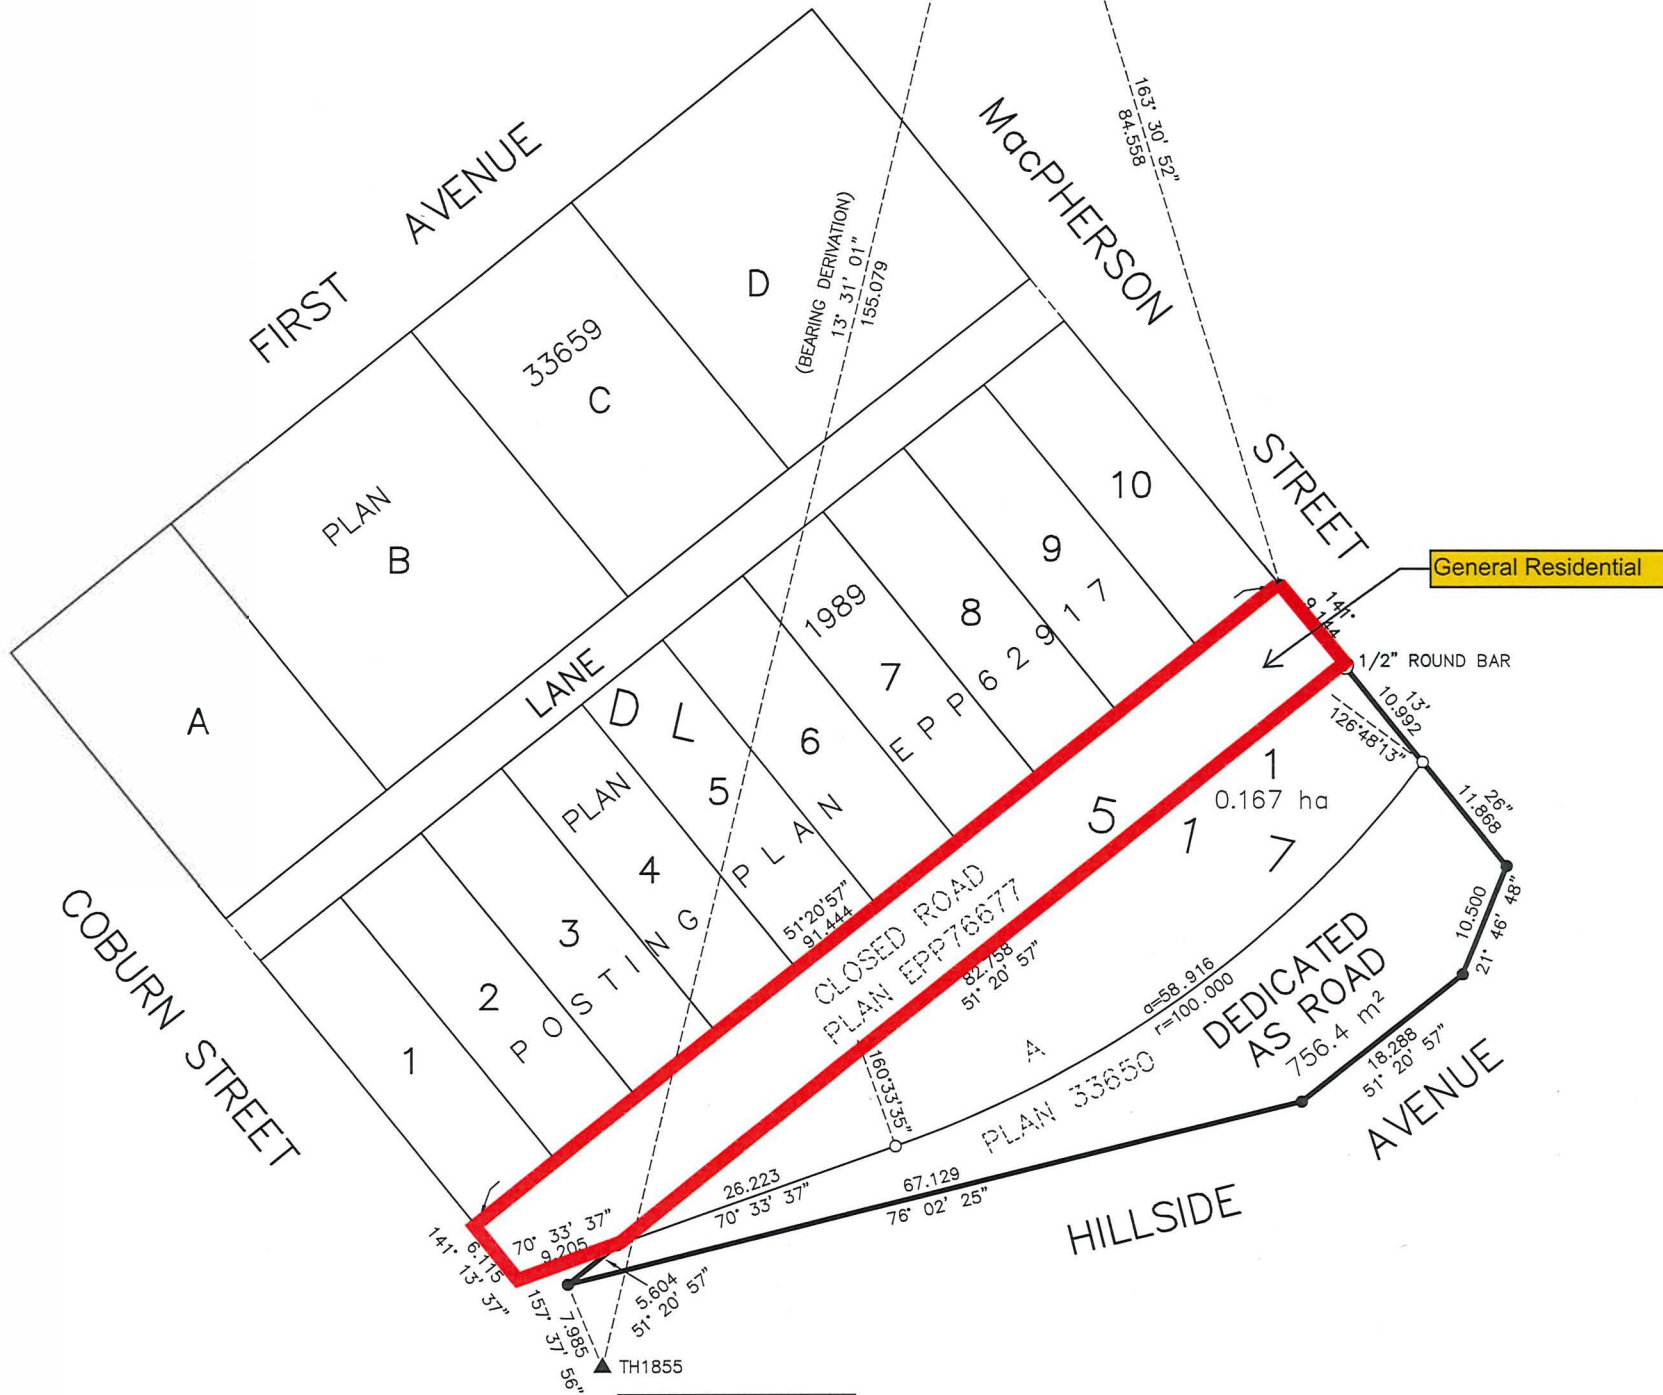 163° 30' 52"
84.558
FIRST AVENUE
MacPHERSON STREET
(BEARING DERIVATION)
13° 31' 01"
155.079
D
33659
C
PLAN
B
A
LANE
10
9
8
7
6
5
4
3
2
1
1989
PLAN
D L 5 1 7
POSTING PLAN EPP62917
General Residential
141°
9.144
1/2" ROUND BAR
13'
10.992
126°48'13"
1
0.167 ha
26"
11.868
10.500
21° 46' 48"
51°20'57"
91.444
CLOSED ROAD
PLAN EPP76677
82.758
51° 20' 57"
a=58.916
r=100.000
DEDICATED
AS ROAD
756.4 m²
18.288
51° 20' 57"
A
PLAN 33650
160°33'35"
COBURN STREET
26.223
70° 33' 37"
67.129
76° 02' 25"
HILLSIDE AVENUE
70° 33' 37"
9.205
6.115
141° 13' 37"
5.604
51° 20' 57"
7.985
157° 37' 56"
TH1855